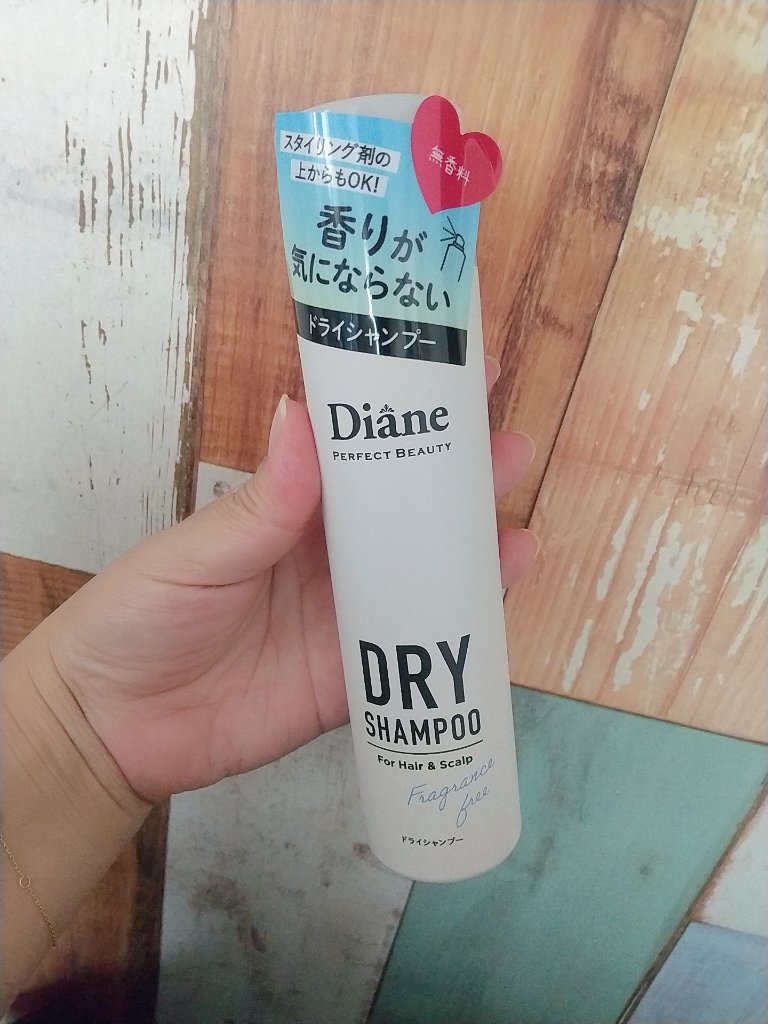 スタイリング剤の
上からもOK!
無香料
香りが
気にならない
ドライシャンプー
Diane
PERFECT BEAUTY
DRY
SHAMPOO
For Hair & Scalp
Fragrance
free
ドライシャンプー